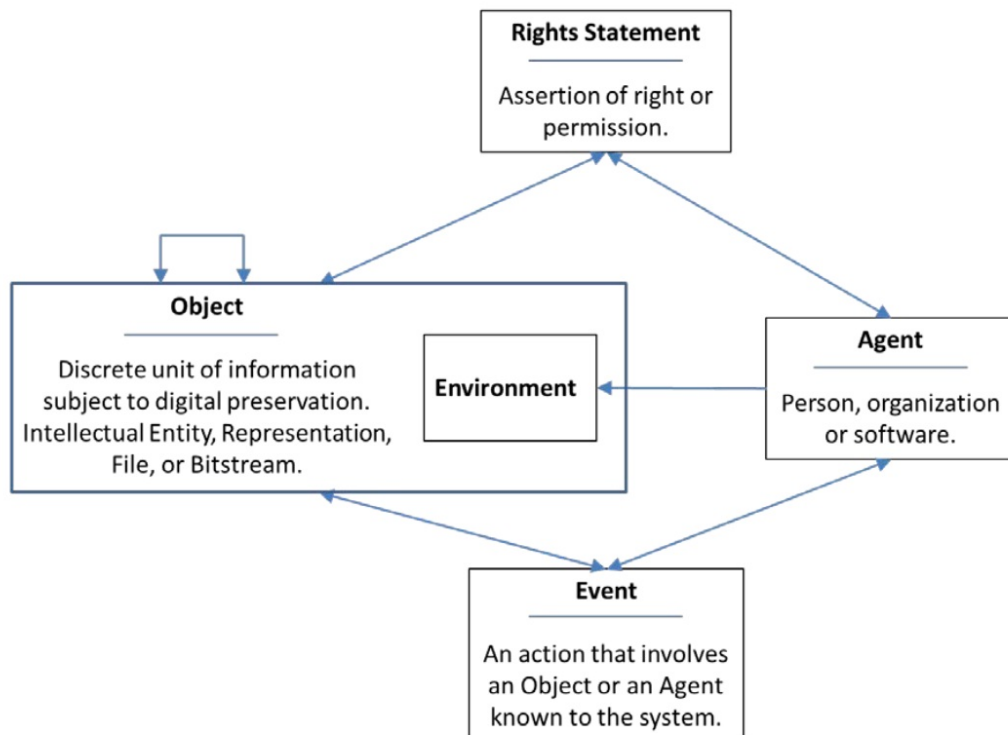 Rights Statement
Assertion of right or
permission.
Object
Discrete unit of information
subject to digital preservation.
Intellectual Entity, Representation,
File, or Bitstream.
Environment
Agent
Person, organization
or software.
Event
An action that involves
an Object or an Agent
known to the system.